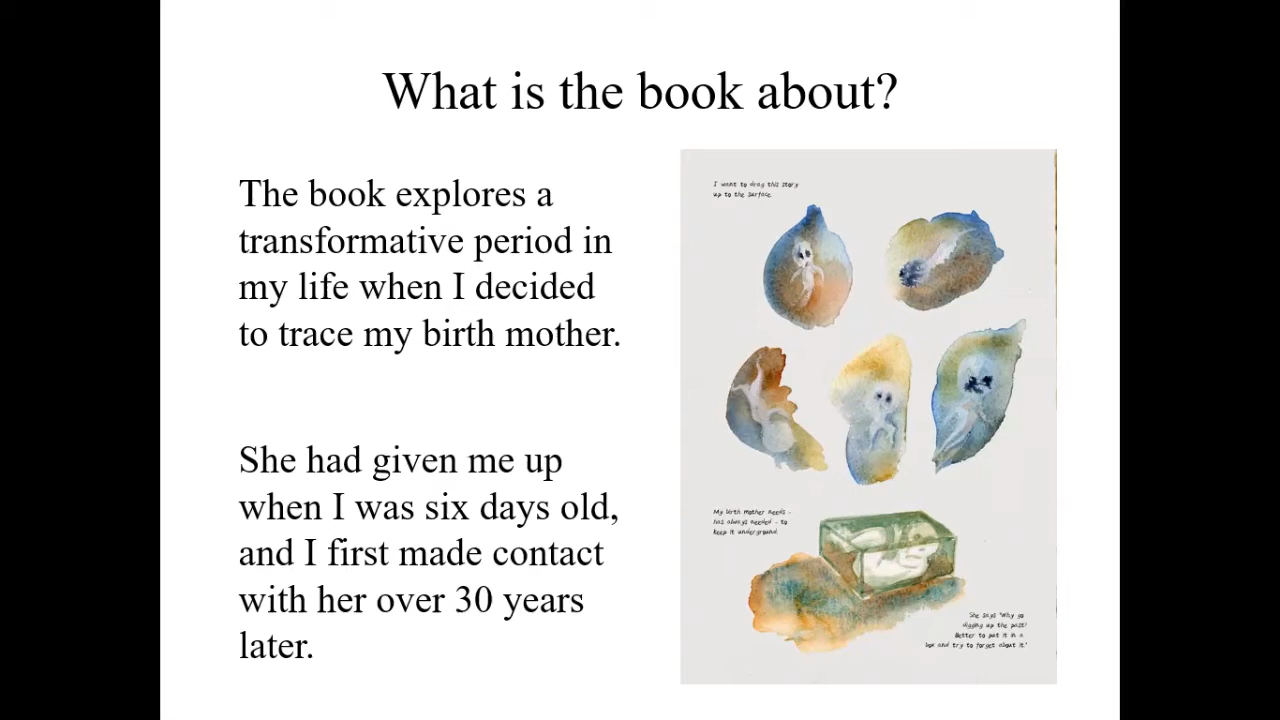 What is the book about?
The book explores a
transformative period in
my life when I decided
to trace my birth mother.
She had given me up
when I was six days old,
and I first made contact
with her over 30 years
later.
I want to drag this story
up to the surface.
My birth mother needs -
has always needed - to
keep it underground.
She says "Why go
digging up the past?
Better to put it in a
box and try to forget about it."